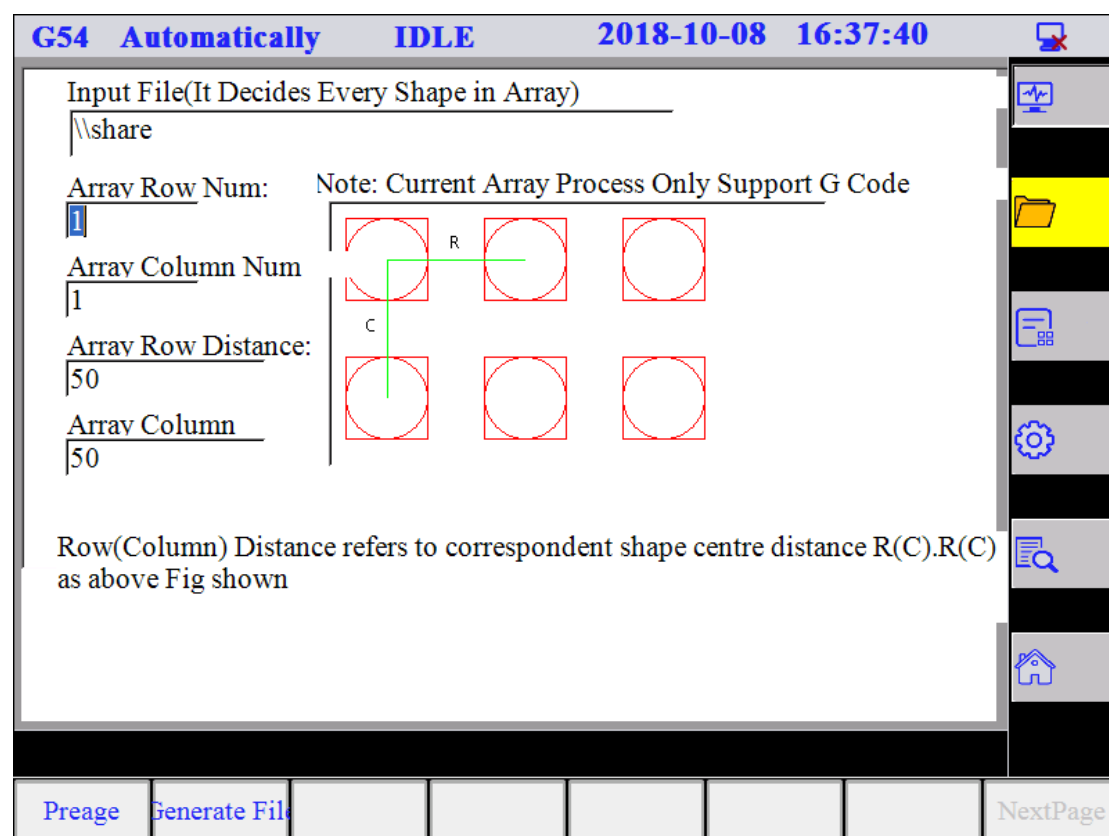 G54 Automatically IDLE 2018-10-08 16:37:40
Input File(It Decides Every Shape in Array)
\\share
Array Row Num:
Note: Current Array Process Only Support G Code
1
R
Array Column Num
1
C
Array Row Distance:
50
Array Column
50
Row(Column) Distance refers to correspondent shape centre distance R(C).R(C)
as above Fig shown
Preage Generate File NextPage